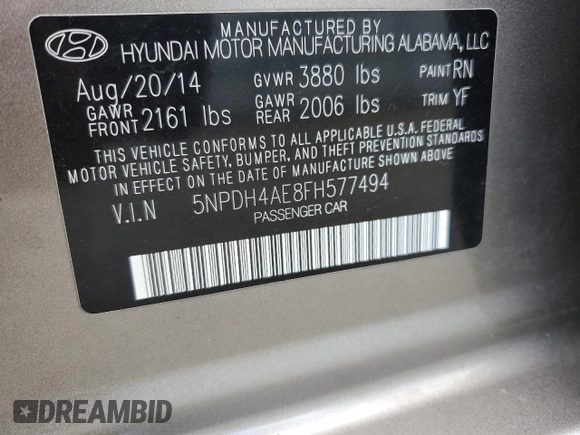 MANUFACTURED BY
HYUNDAI MOTOR MANUFACTURING ALABAMA, LLC
Aug/20/14 GVWR 3880 lbs PAINT RN
GAWR FRONT 2161 lbs GAWR REAR 2006 lbs TRIM YF
THIS VEHICLE CONFORMS TO ALL APPLICABLE U.S.A. FEDERAL
MOTOR VEHICLE SAFETY, BUMPER, AND THEFT PREVENTION STANDARDS
IN EFFECT ON THE DATE OF MANUFACTURE SHOWN ABOVE.
V.I.N 5NPDH4AE8FH577494
PASSENGER CAR
DREAMBID